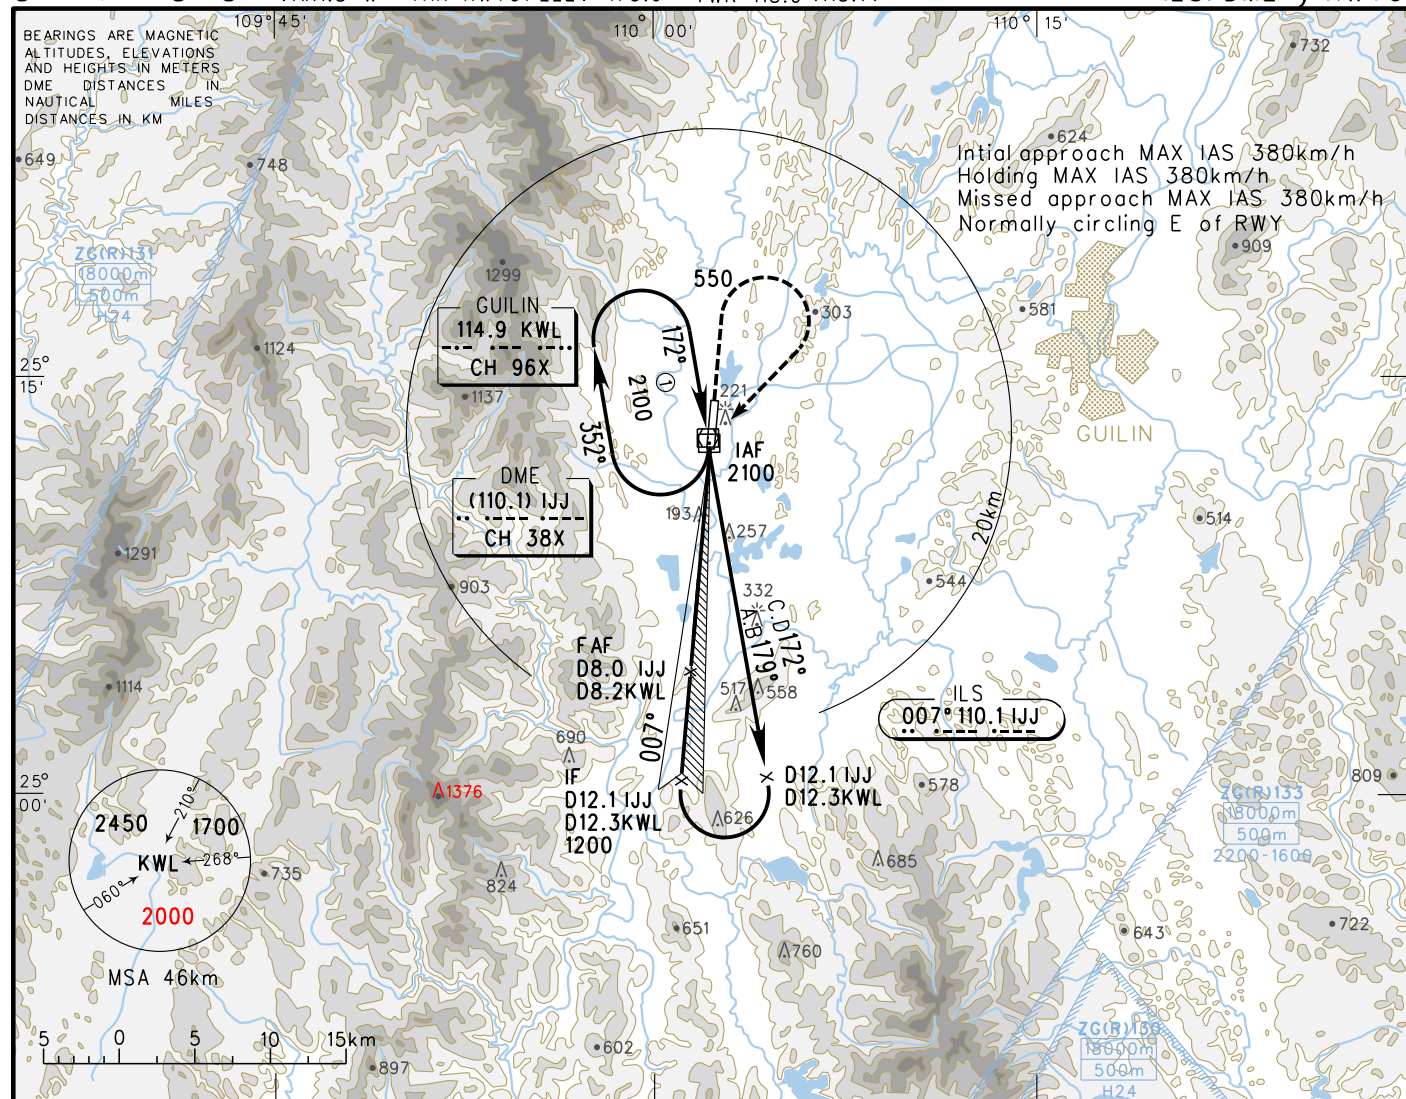 109°45'
110°00'
110°15'
BEARINGS ARE MAGNETIC
ALTITUDES, ELEVATIONS
AND HEIGHTS IN METERS
DME DISTANCES IN
NAUTICAL MILES
DISTANCES IN KM
732
624
649
748
Intial approach MAX IAS 380km/h
Holding MAX IAS 380km/h
Missed approach MAX IAS 380km/h
Normally circling E of RWY
909
ZG(R)131
18000m
500m
H24
1299
550
303
581
GUILIN
114.9 KWL
CH 96X
172°
1124
25°
15'
2100
①
221
1137
352°
GUILIN
IAF
2100
DME
(110.1) IJJ
CH 38X
193
257
20km
514
1291
903
544
332
C.D172°
A.B179°
FAF
D8.0 IJJ
D8.2KWL
1114
517
558
ILS
007° 110.1 IJJ
007°
690
IF
D12.1 IJJ
D12.3KWL
1200
D12.1 IJJ
D12.3KWL
25°
00'
1376
578
809
ZG(R)133
18000m
500m
2200-1600
626
2450
1700
210°
KWL
268°
060°
2000
MSA 46km
735
824
685
651
643
722
760
5 0 5 10 15km
602
897
ZG(R)130
18000m
500m
H24